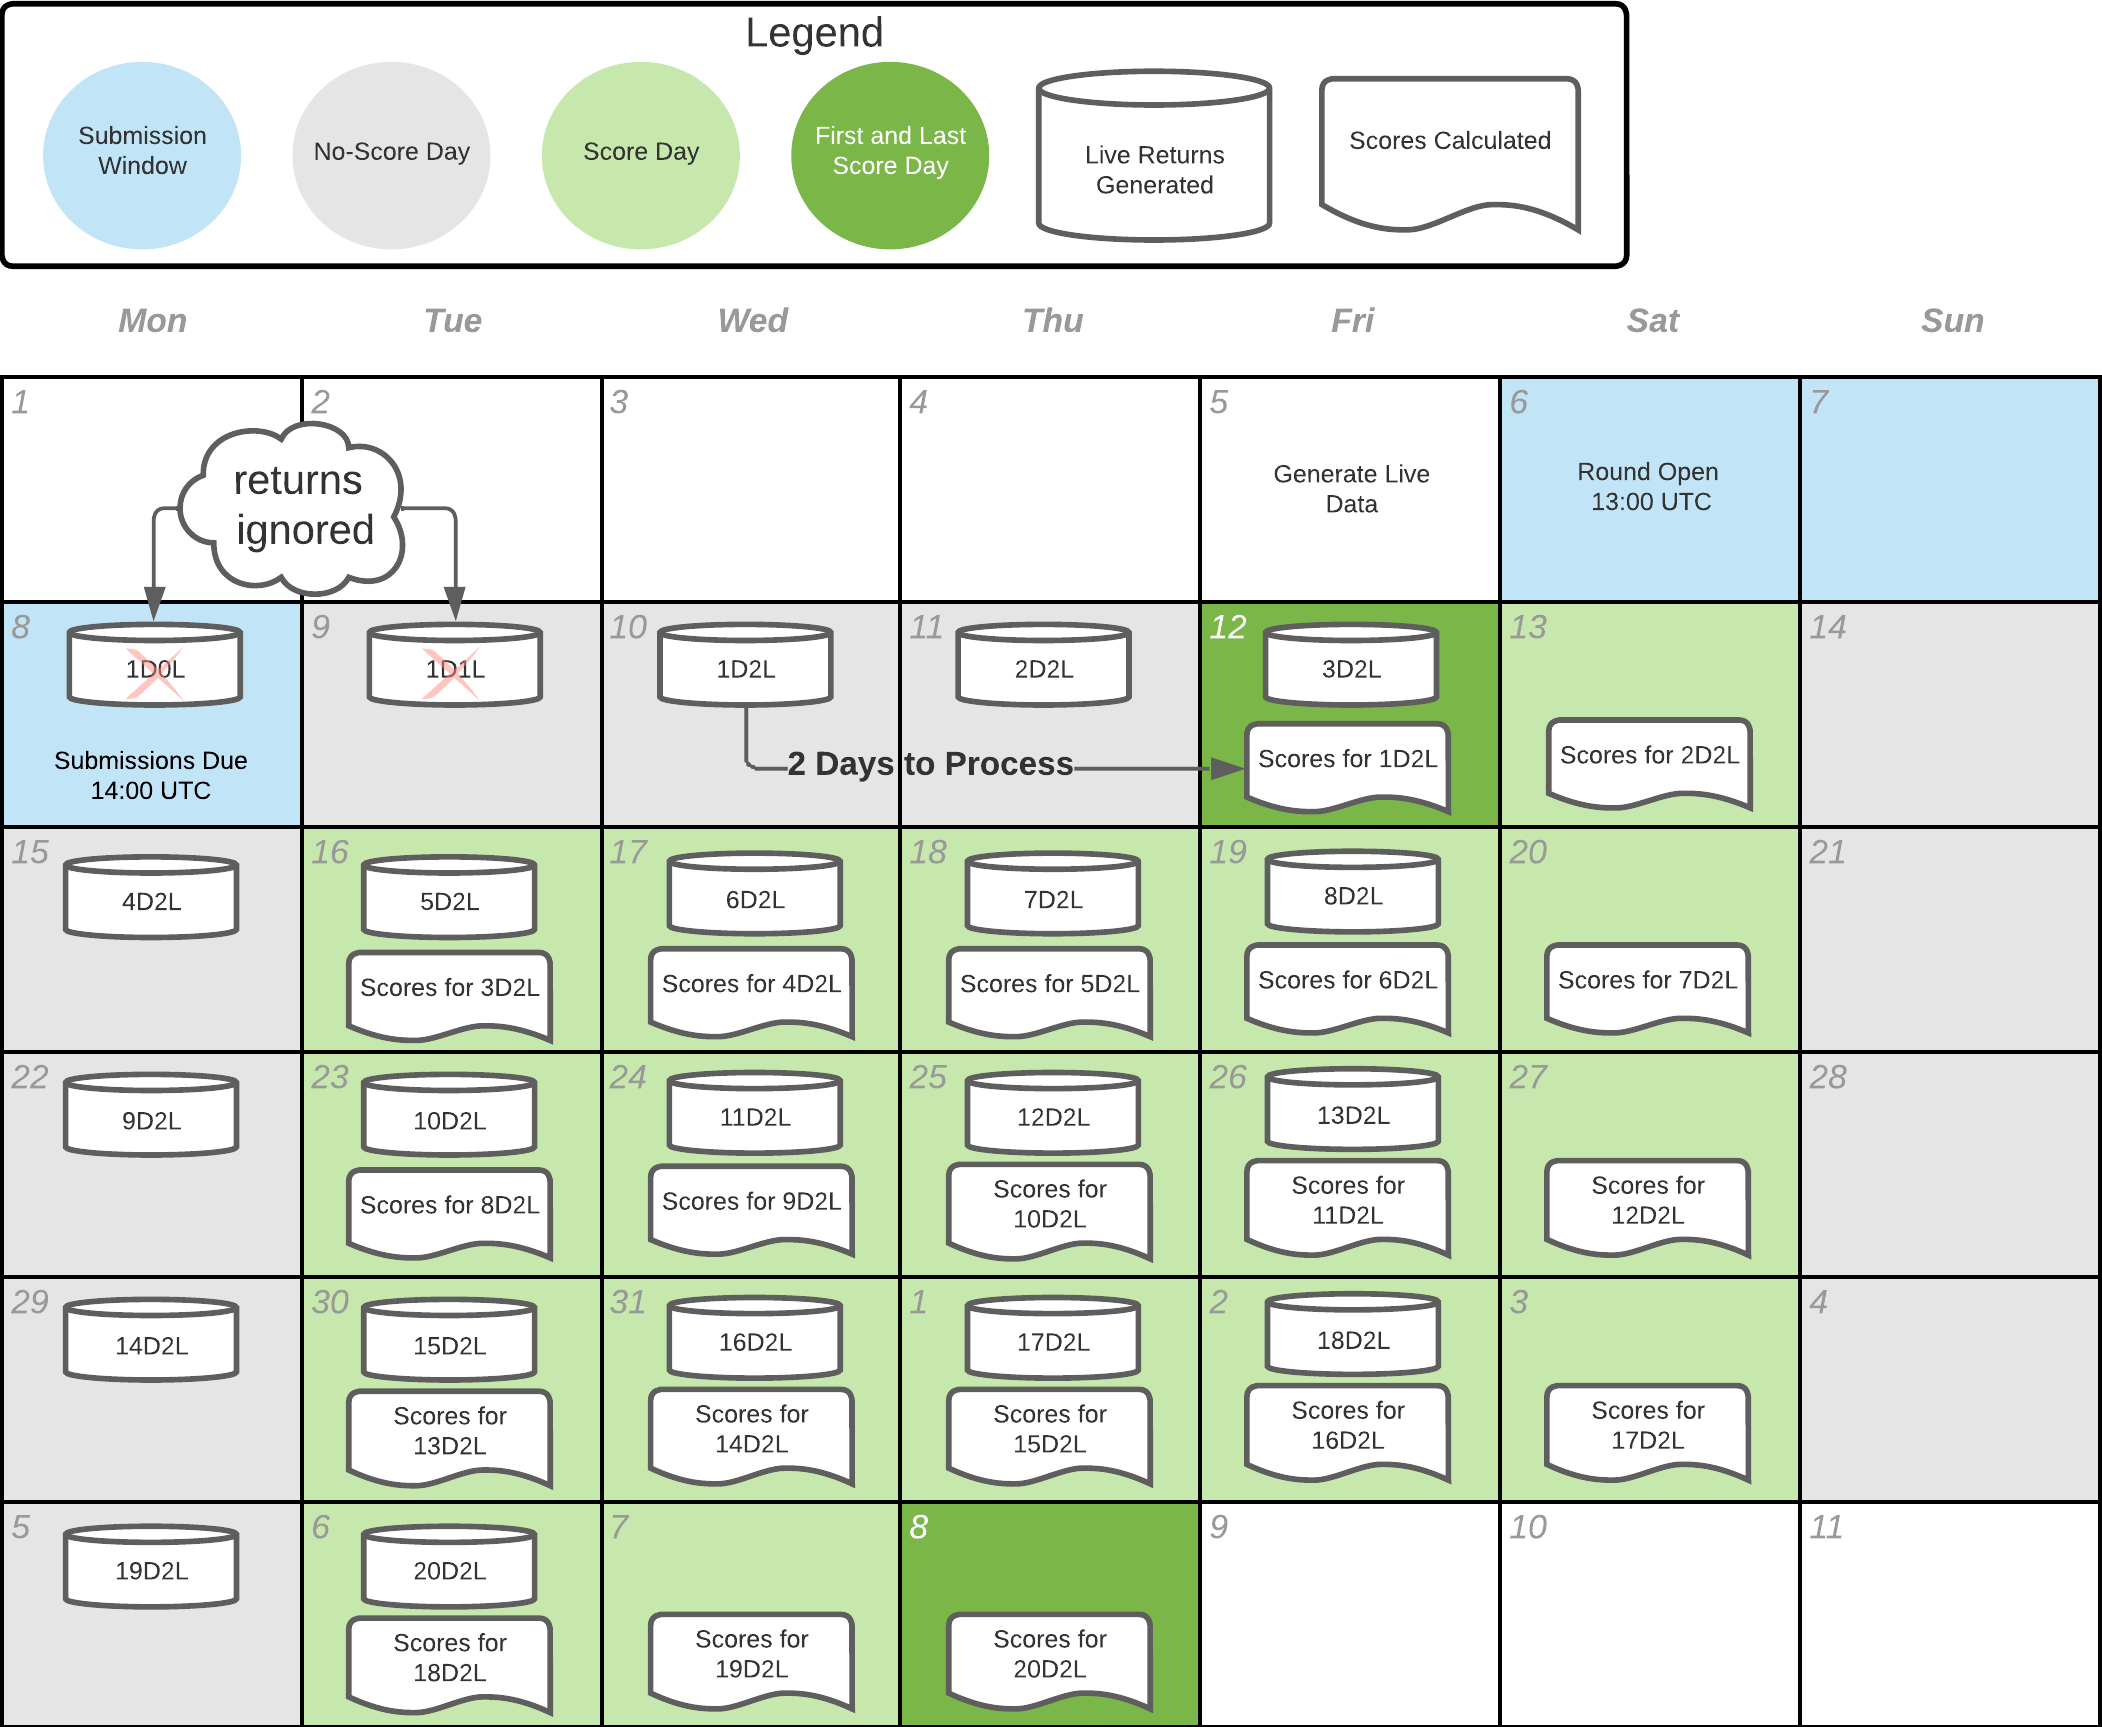 Legend
Submission
Window
No-Score Day
Score Day
First and Last
Score Day
Live Returns
Generated
Scores Calculated
Mon
Tue
Wed
Thu
Fri
Sat
Sun
1
2
returns
ignored
3
4
5
Generate Live
Data
6
Round Open
13:00 UTC
7
8
1D0L
Submissions Due
14:00 UTC
9
1D1L
10
1D2L
2 Days to Process
11
2D2L
12
3D2L
Scores for 1D2L
13
Scores for 2D2L
14
15
4D2L
16
5D2L
Scores for 3D2L
17
6D2L
Scores for 4D2L
18
7D2L
Scores for 5D2L
19
8D2L
Scores for 6D2L
20
Scores for 7D2L
21
22
9D2L
23
10D2L
Scores for 8D2L
24
11D2L
Scores for 9D2L
25
12D2L
Scores for
10D2L
26
13D2L
Scores for
11D2L
27
Scores for
12D2L
28
29
14D2L
30
15D2L
Scores for
13D2L
31
16D2L
Scores for
14D2L
1
17D2L
Scores for
15D2L
2
18D2L
Scores for
16D2L
3
Scores for
17D2L
4
5
19D2L
6
20D2L
Scores for
18D2L
7
Scores for
19D2L
8
Scores for
20D2L
9
10
11